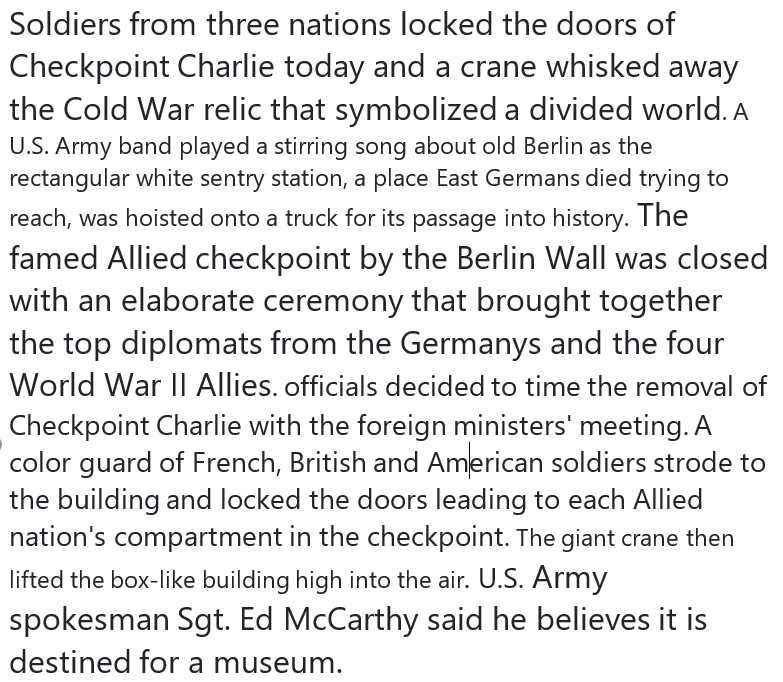 Soldiers from three nations locked the doors of
Checkpoint Charlie today and a crane whisked away
the Cold War relic that symbolized a divided world. A
U.S. Army band played a stirring song about old Berlin as the
rectangular white sentry station, a place East Germans died trying to
reach, was hoisted onto a truck for its passage into history. The
famed Allied checkpoint by the Berlin Wall was closed
with an elaborate ceremony that brought together
the top diplomats from the Germanys and the four
World War II Allies. officials decided to time the removal of
Checkpoint Charlie with the foreign ministers' meeting. A
color guard of French, British and American soldiers strode to
the building and locked the doors leading to each Allied
nation's compartment in the checkpoint. The giant crane then
lifted the box-like building high into the air. U.S. Army
spokesman Sgt. Ed McCarthy said he believes it is
destined for a museum.